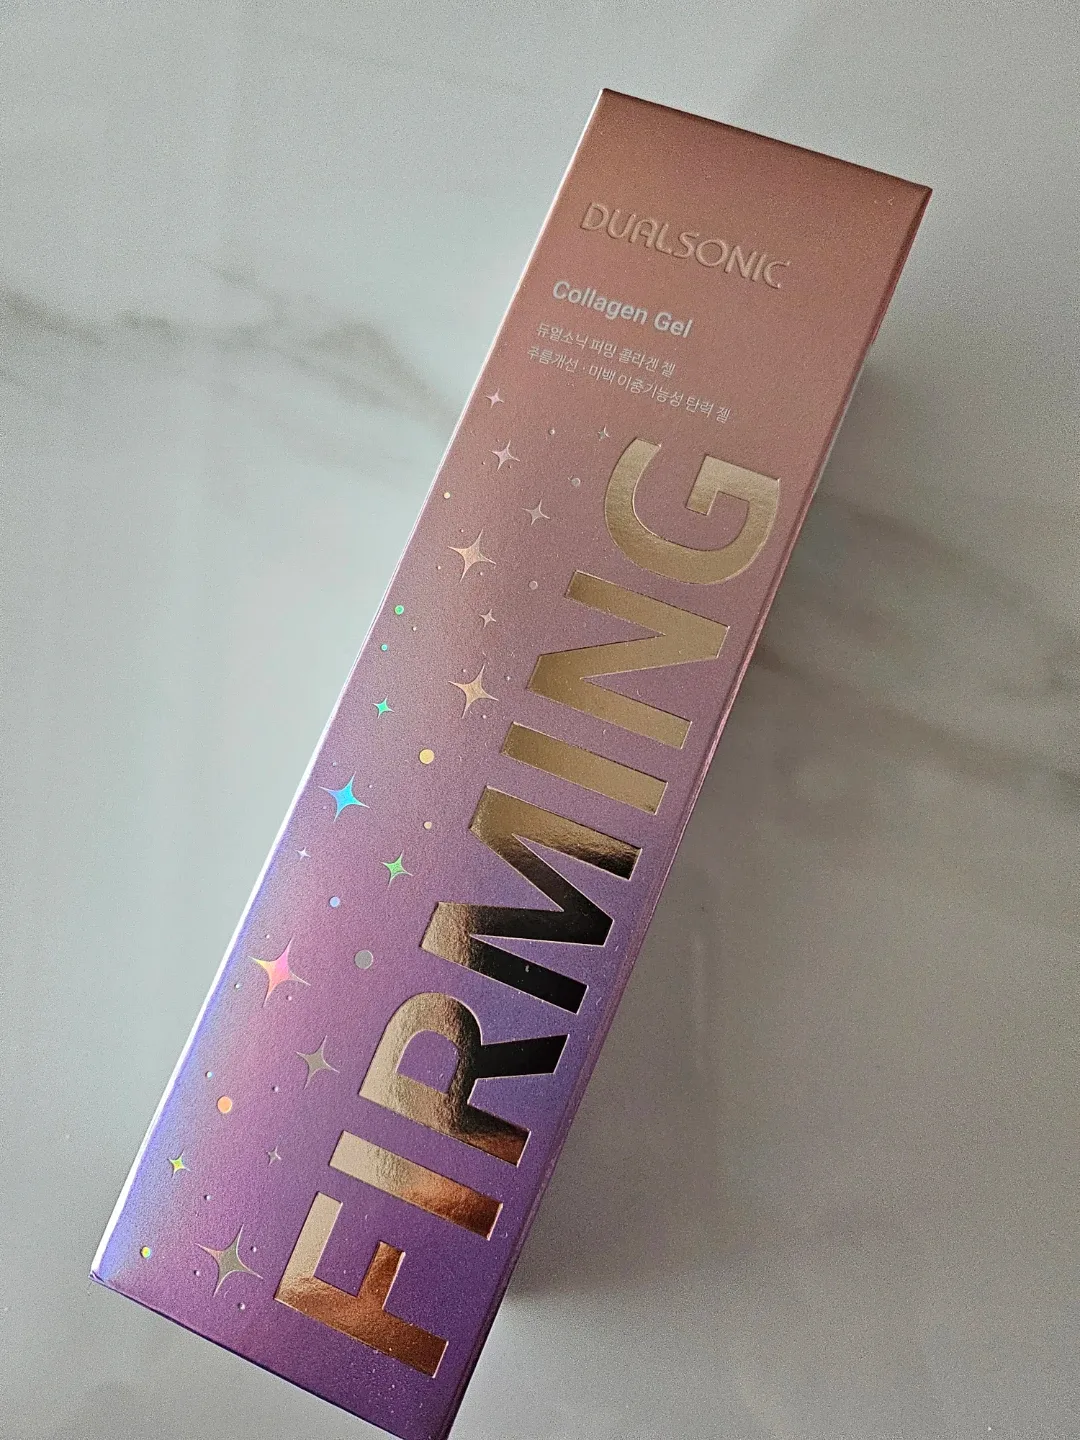 DUALSONIC
Collagen Gel
듀얼소닉 퍼밍 콜라겐 젤
주름개선 · 미백 이중기능성 탄력 젤
FIRMING